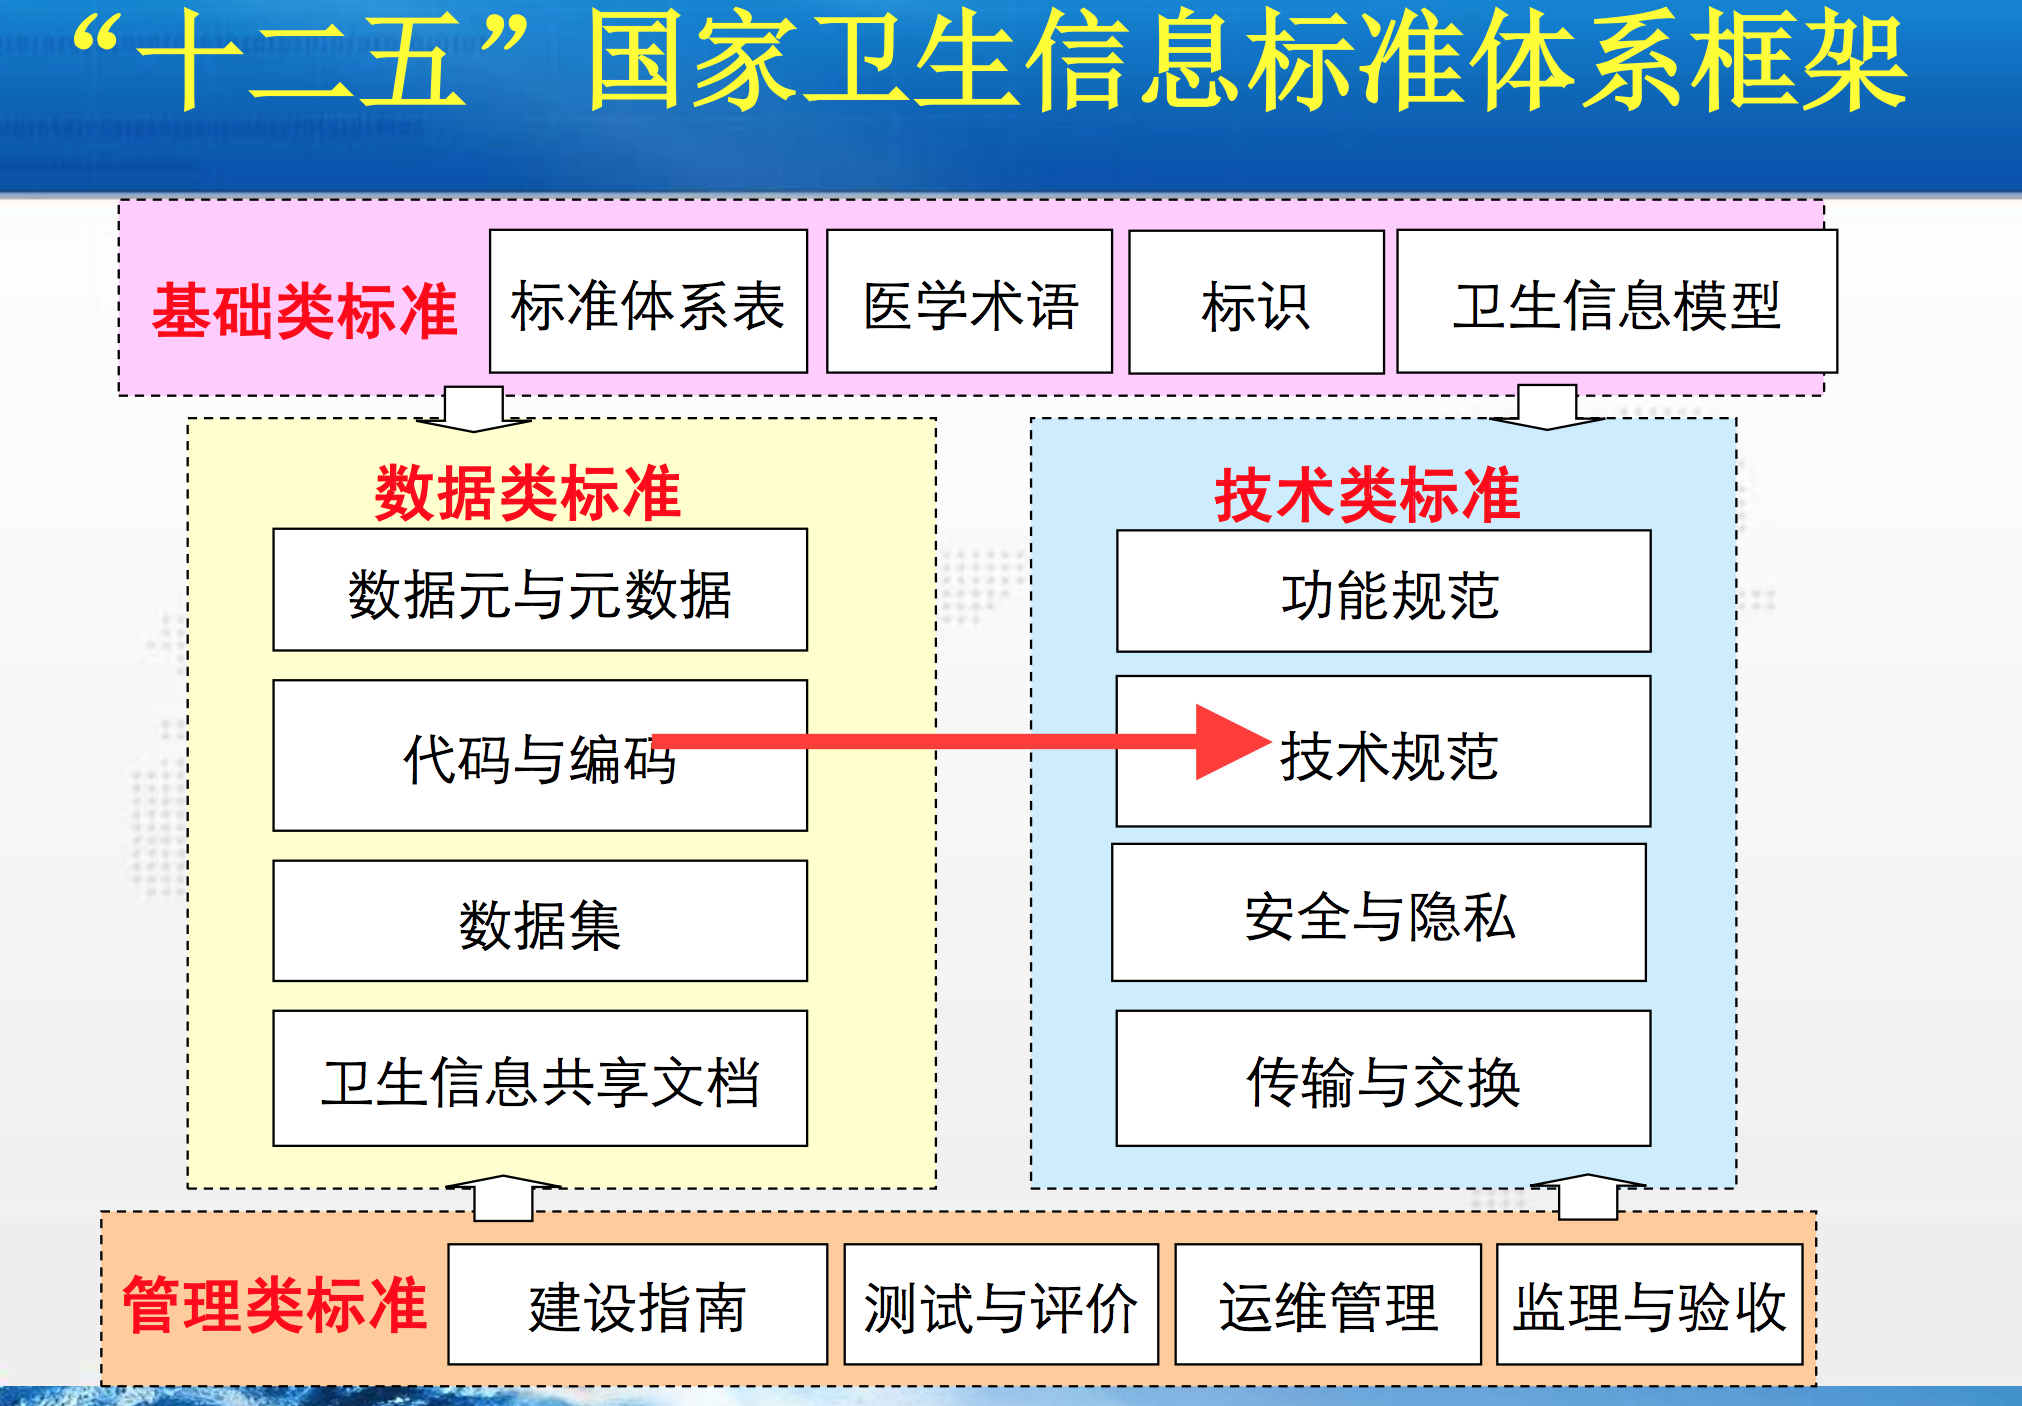 “十二五”国家卫生信息标准体系框架
基础类标准
标准体系表
医学术语
标识
卫生信息模型
数据类标准
数据元与元数据
代码与编码
数据集
卫生信息共享文档
技术类标准
功能规范
技术规范
安全与隐私
传输与交换
管理类标准
建设指南
测试与评价
运维管理
监理与验收